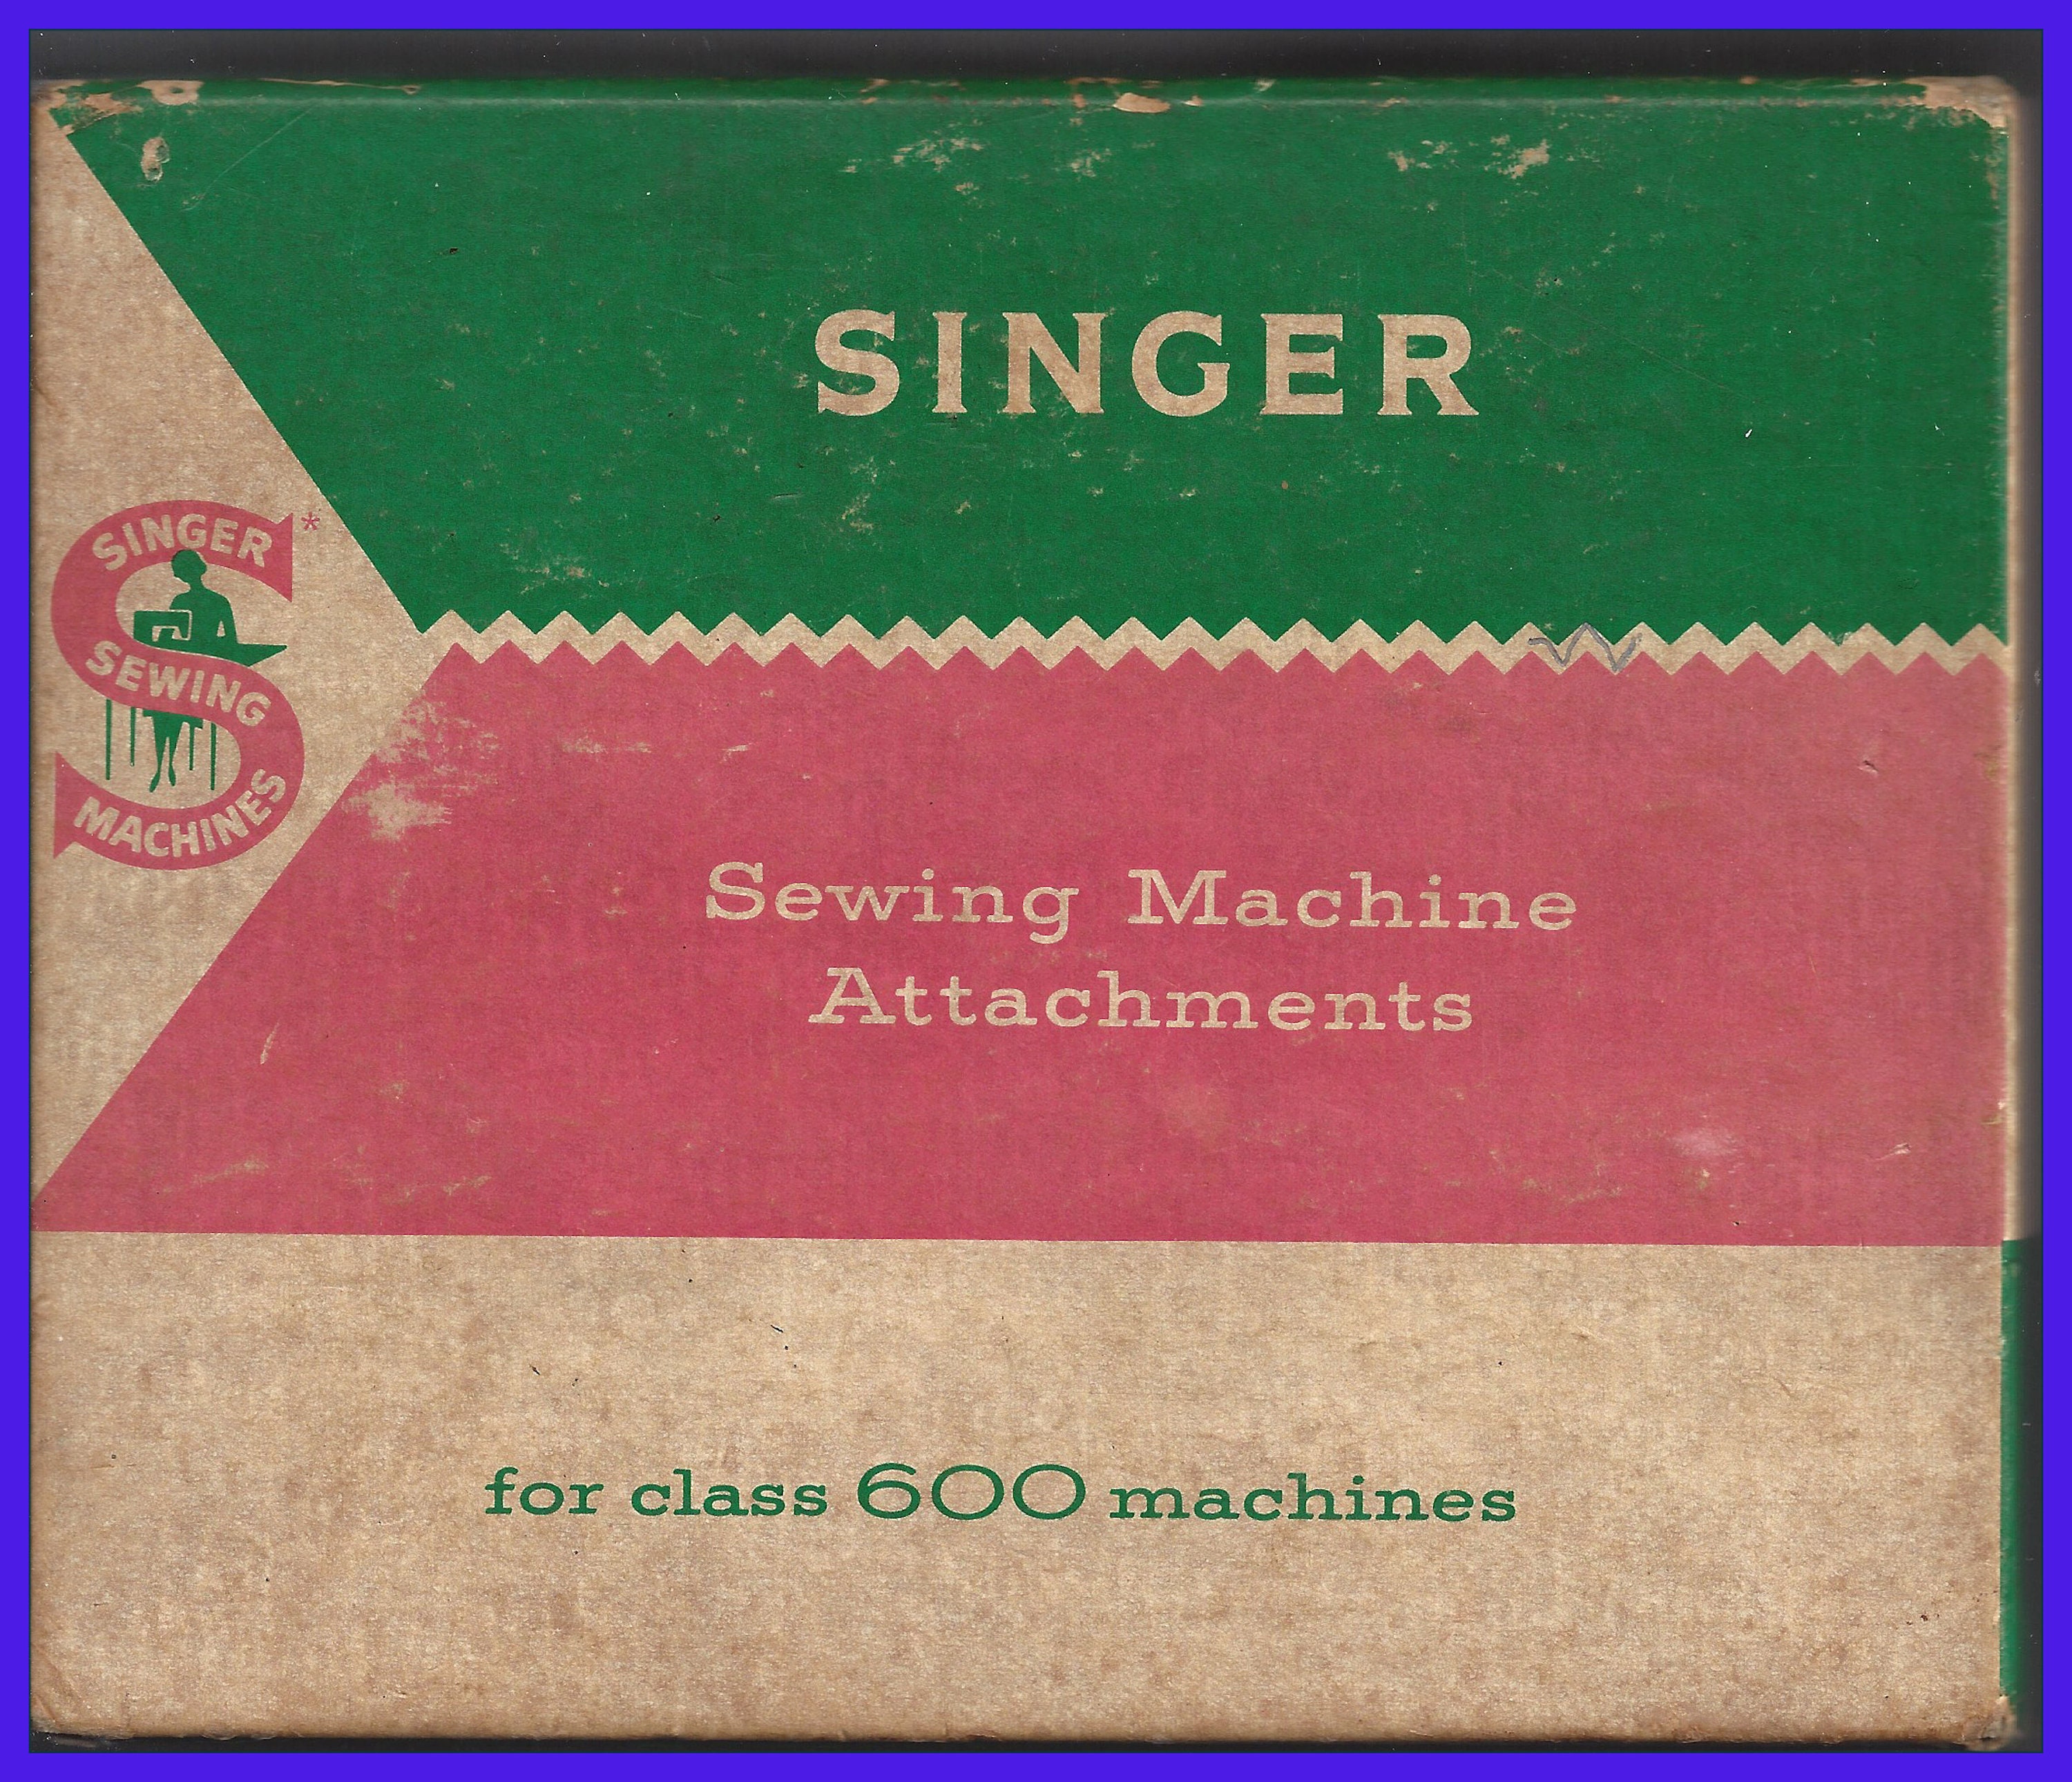 SINGER
SINGER*
SEWING
MACHINES
Sewing Machine
Attachments
for class 600 machines